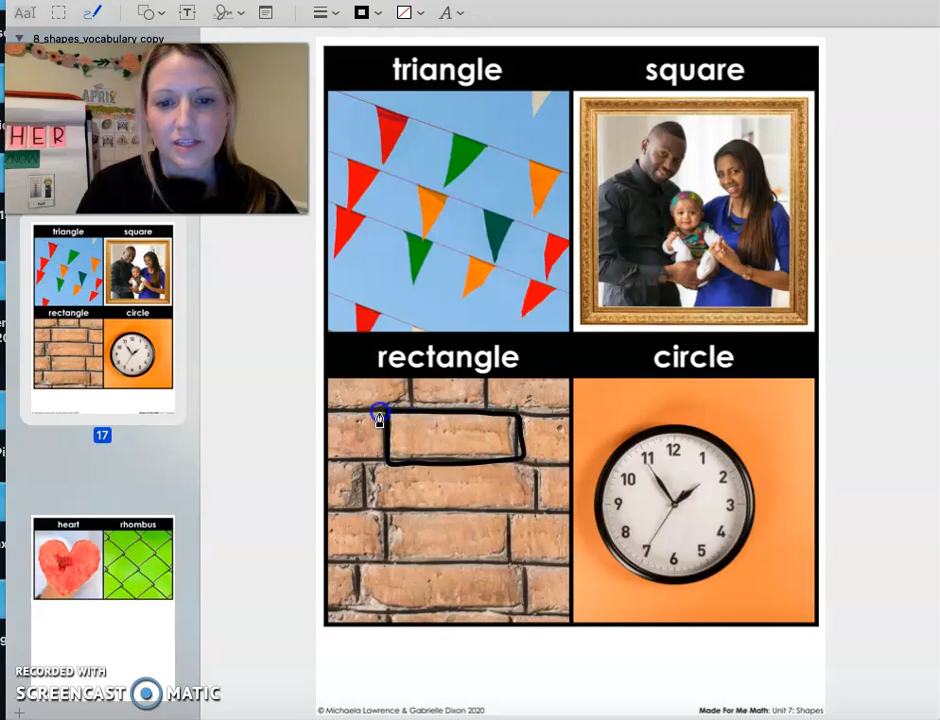 AaI
T
A
8_shapes_vocabulary copy
APRIL
HER
triangle square
rectangle circle
17
heart rhombus
RECORDED WITH
SCREENCAST MATIC
triangle square
rectangle circle
12
11 1
10 2
9 3
8 4
7 6 5
© Michaela Lawrence & Gabrielle Dixon 2020
Made For Me Math: Unit 7: Shapes